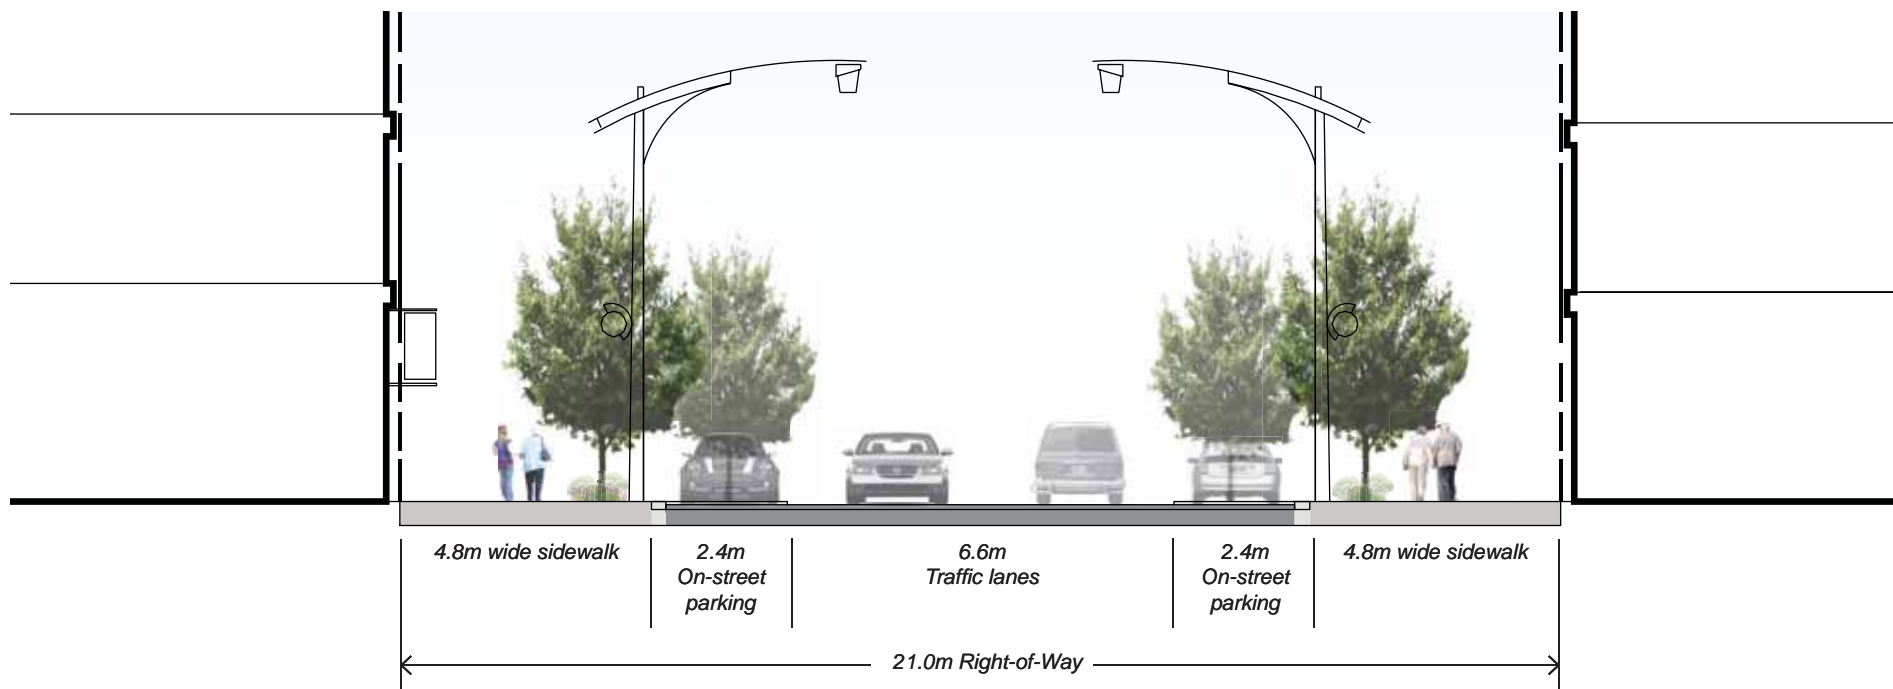 4.8m wide sidewalk
2.4m
On-street
parking
6.6m
Traffic lanes
2.4m
On-street
parking
4.8m wide sidewalk
21.0m Right-of-Way